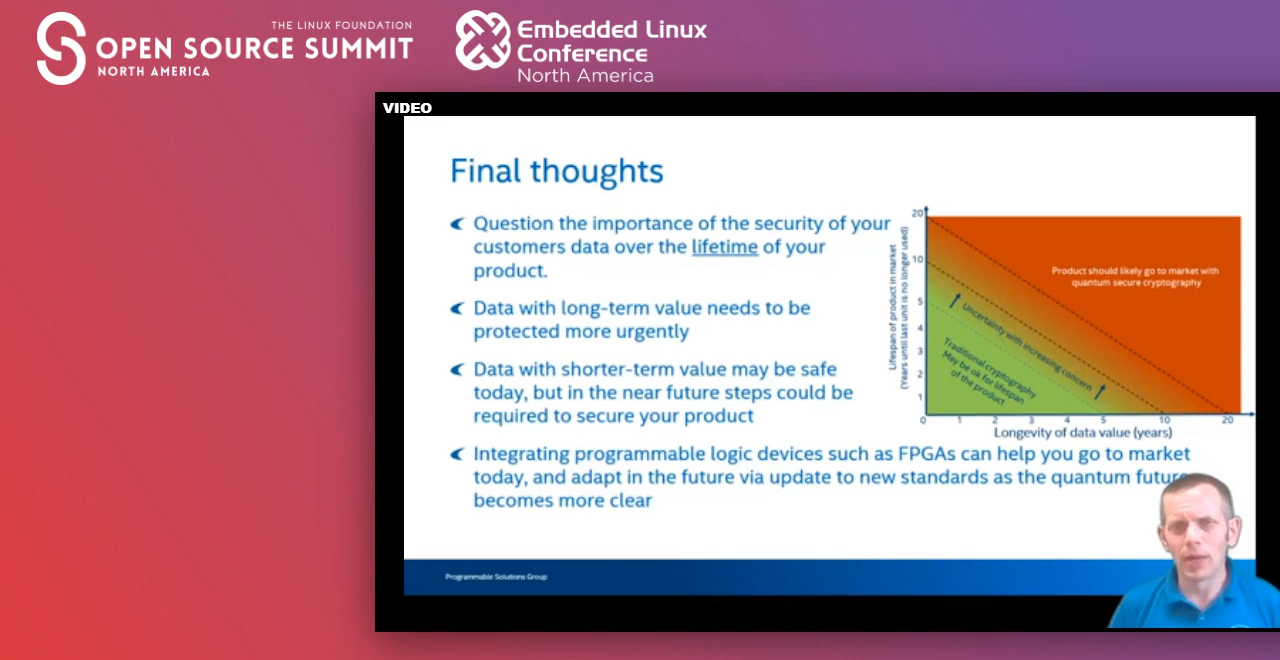 THE LINUX FOUNDATION
OPEN SOURCE SUMMIT
NORTH AMERICA
Embedded Linux
Conference
North America
VIDEO
Final thoughts
Question the importance of the security of your
customers data over the lifetime of your
product.
Data with long-term value needs to be
protected more urgently
Data with shorter-term value may be safe
today, but in the near future steps could be
required to secure your product
Integrating programmable logic devices such as FPGAs can help you go to market
today, and adapt in the future via update to new standards as the quantum future
becomes more clear
Lifespan of product in market
(Years until last unit is no longer used)
20
10
5
4
3
2
1
Product should likely go to market with
quantum secure cryptography
Uncertainty with increasing concern
Traditional cryptography
May be ok for lifespan
of the product
0 1 2 3 4 5 10 20
Longevity of data value (years)
Programmable Solutions Group